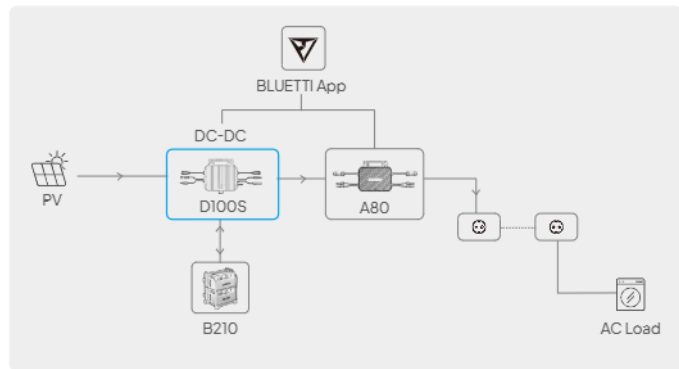 BLUETTI App
DC-DC
PV
D100S
A80
B210
AC Load